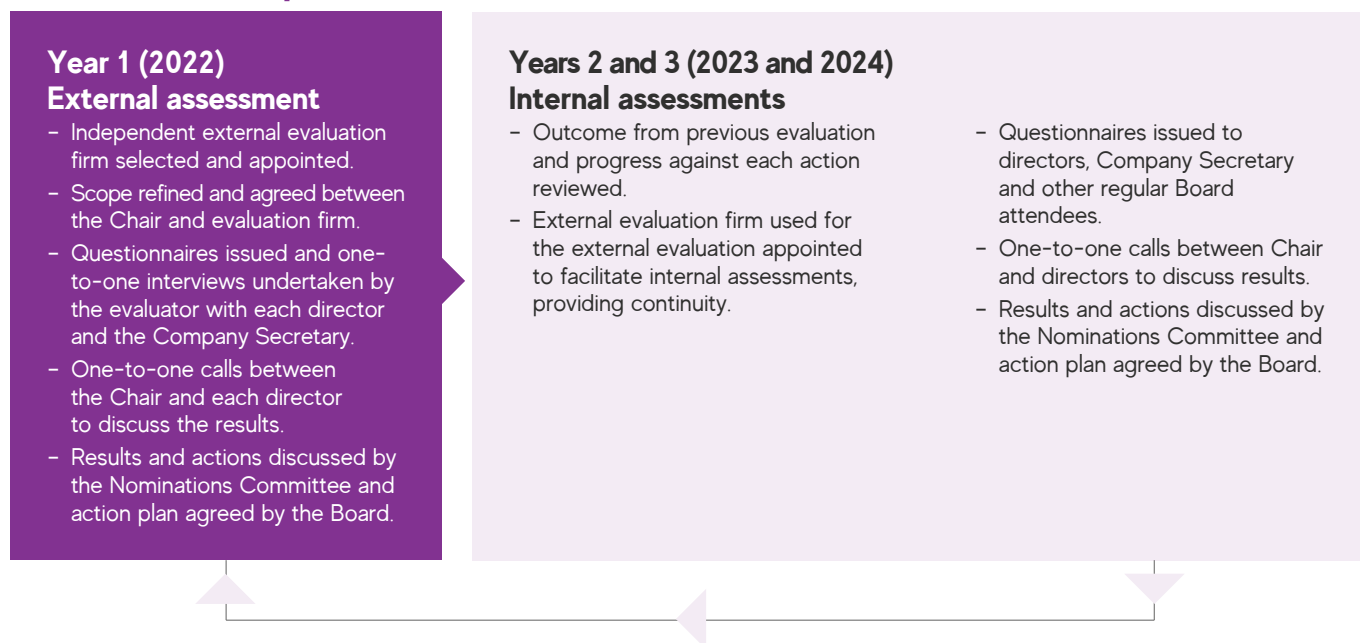 Year 1 (2022)
External assessment
– Independent external evaluation
firm selected and appointed.
– Scope refined and agreed between
the Chair and evaluation firm.
– Questionnaires issued and one-
to-one interviews undertaken by
the evaluator with each director
and the Company Secretary.
– One-to-one calls between
the Chair and each director
to discuss the results.
– Results and actions discussed by
the Nominations Committee and
action plan agreed by the Board.
Years 2 and 3 (2023 and 2024)
Internal assessments
– Outcome from previous evaluation
and progress against each action
reviewed.
– External evaluation firm used for
the external evaluation appointed
to facilitate internal assessments,
providing continuity.
– Questionnaires issued to
directors, Company Secretary
and other regular Board
attendees.
– One-to-one calls between Chair
and directors to discuss results.
– Results and actions discussed by
the Nominations Committee and
action plan agreed by the Board.